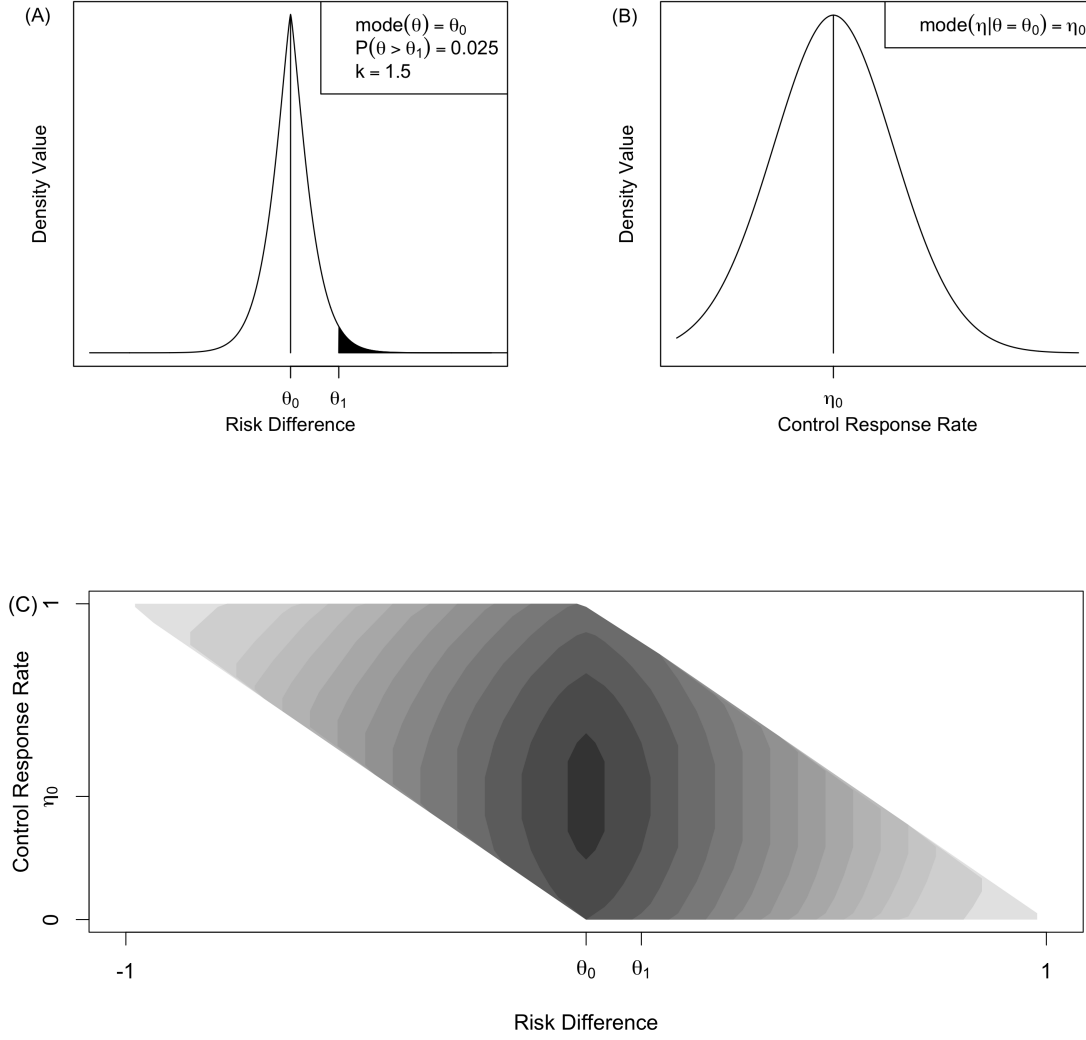 (A)
mode(θ) = θ₀
P(θ > θ₁) = 0.025
k = 1.5
Density Value
θ₀ θ₁
Risk Difference
(B)
mode(η|θ = θ₀) = η₀
Density Value
η₀
Control Response Rate
(C)
Control Response Rate
1
η₀
0
-1 θ₀ θ₁ 1
Risk Difference